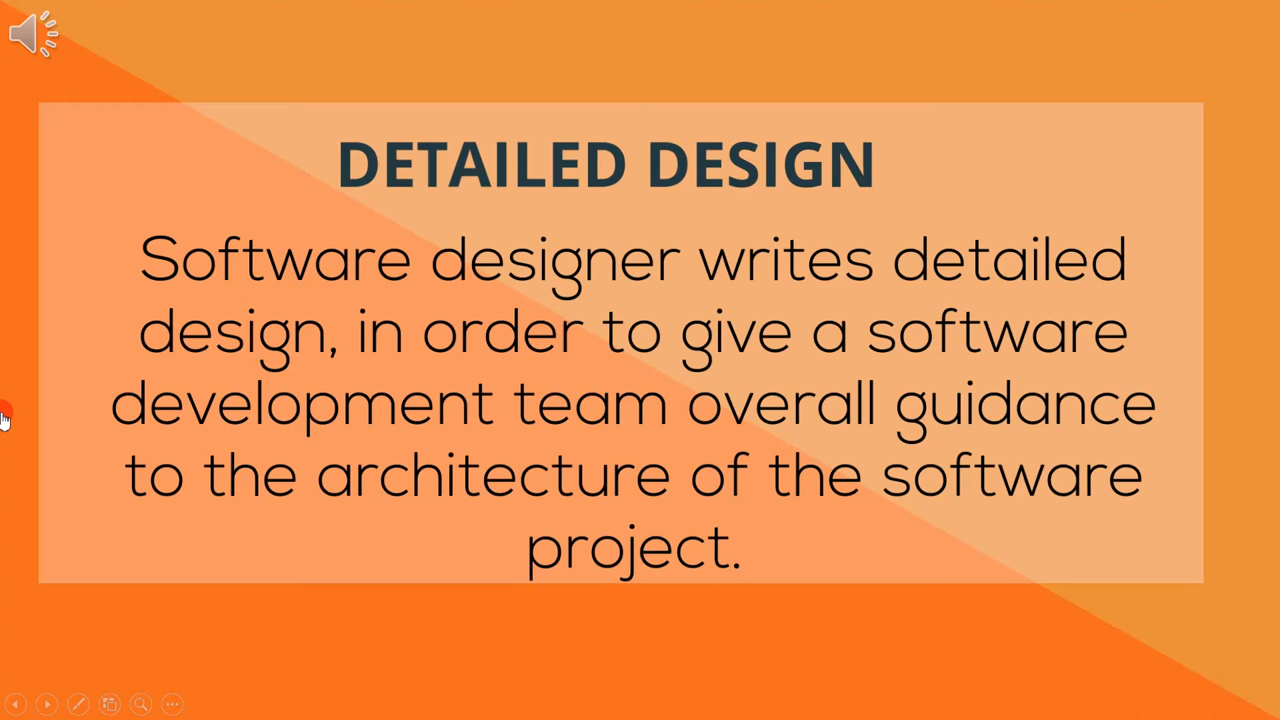 DETAILED DESIGN
Software designer writes detailed
design, in order to give a software
development team overall guidance
to the architecture of the software
project.